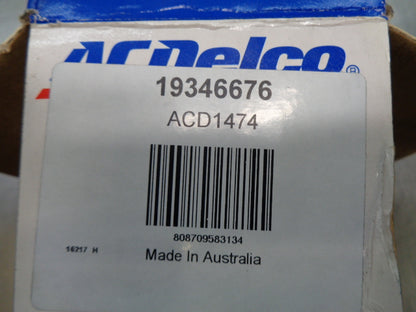 ACDelco®
19346676
ACD1474
808709583134
16217 H
Made In Australia